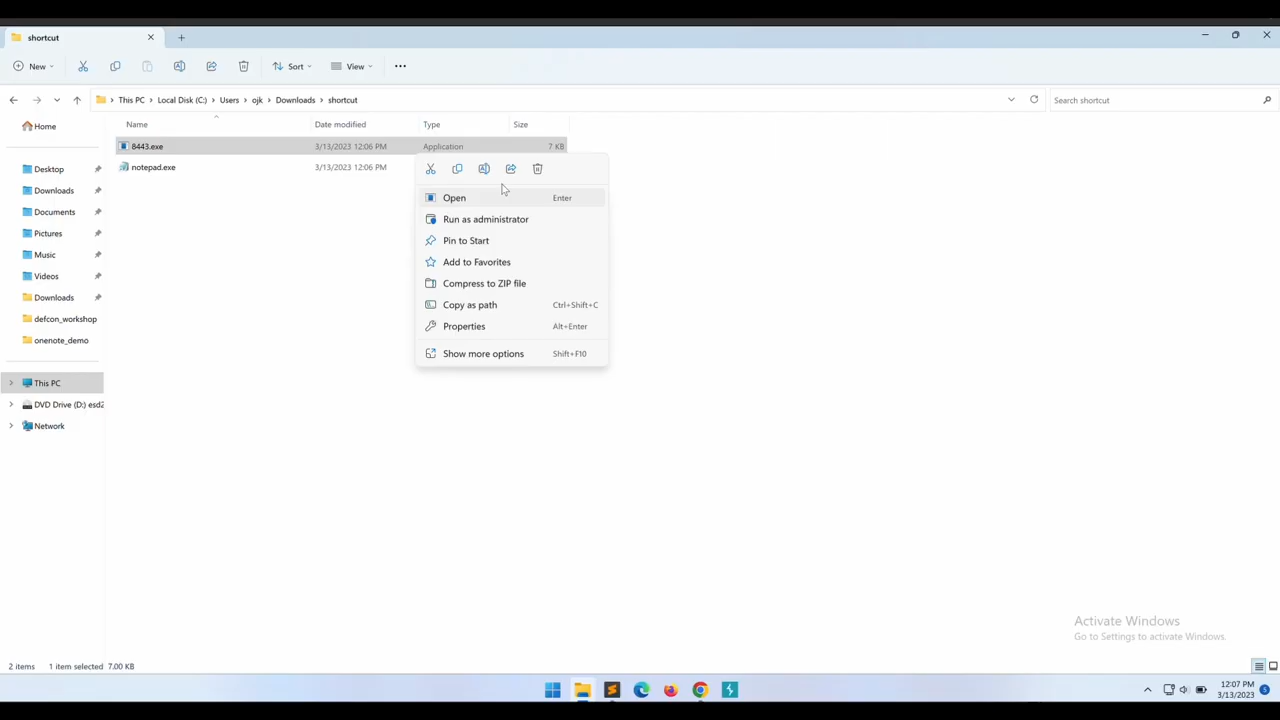 shortcut
New
Sort
View
This PC
Local Disk (C:)
Users
ojk
Downloads
shortcut
Search shortcut
Home
Name
Date modified
Type
Size
8443.exe
3/13/2023 12:06 PM
Application
7 KB
notepad.exe
3/13/2023 12:06 PM
Desktop
Downloads
Documents
Pictures
Music
Videos
Downloads
defcon_workshop
onenote_demo
This PC
DVD Drive (D:) esd2
Network
Open Enter
Run as administrator
Pin to Start
Add to Favorites
Compress to ZIP file
Copy as path Ctrl+Shift+C
Properties Alt+Enter
Show more options Shift+F10
Activate Windows
Go to Settings to activate Windows.
2 items 1 item selected 7.00 KB
12:07 PM
3/13/2023
5